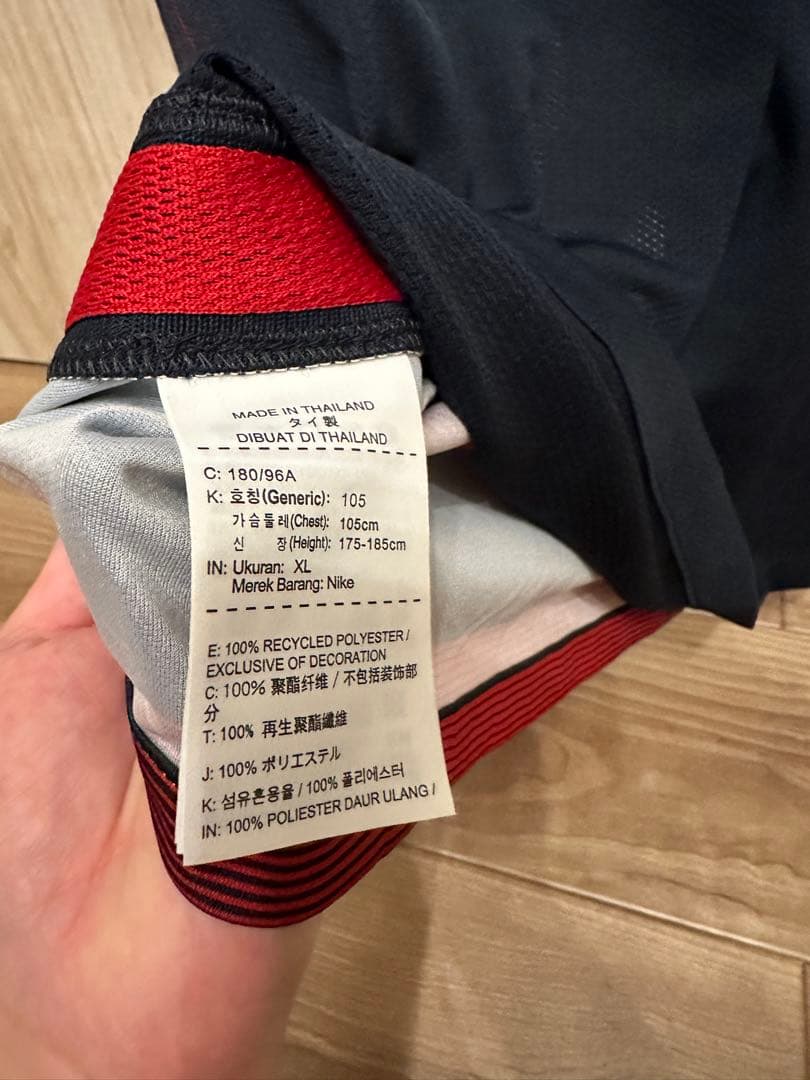 MADE IN THAILAND
タイ製
DIBUAT DI THAILAND
C: 180/96A
K: 호칭(Generic): 105
가슴둘레(Chest): 105cm
신 장(Height): 175-185cm
IN: Ukuran: XL
Merek Barang: Nike
E: 100% RECYCLED POLYESTER /
EXCLUSIVE OF DECORATION
C: 100% 聚酯纤维 / 不包括装饰部
分
T: 100% 再生聚酯纖維
J: 100% ポリエステル
K: 섬유혼용율 / 100% 폴리에스터
IN: 100% POLIESTER DAUR ULANG /